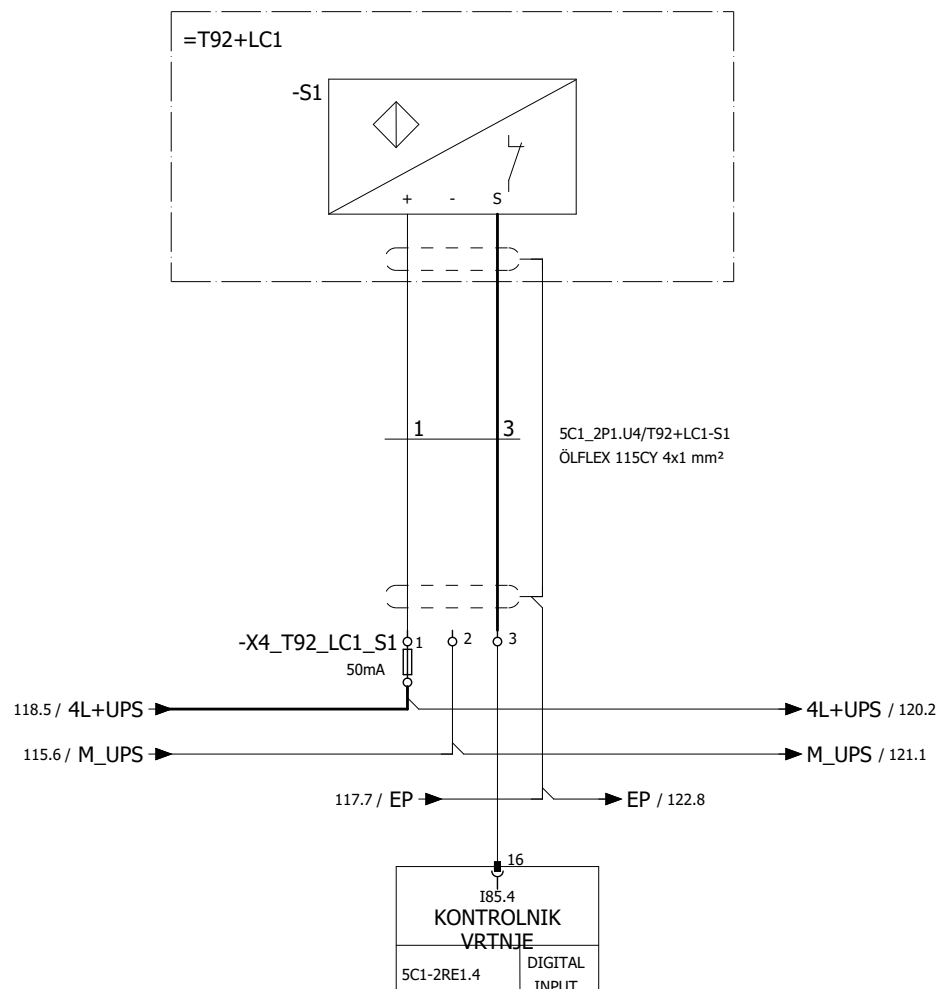 =T92+LC1
-S1
+ - S
1 3
5C1_2P1.U4/T92+LC1-S1
ÖLFLEX 115CY 4x1 mm²
-X4_T92_LC1_S1 1 2 3
50mA
118.5 / 4L+UPS 4L+UPS / 120.2
115.6 / M_UPS M_UPS / 121.1
117.7 / EP EP / 122.8
16
I85.4
KONTROLNIK
VRTNJE
5C1-2RE1.4 DIGITAL
INPUT